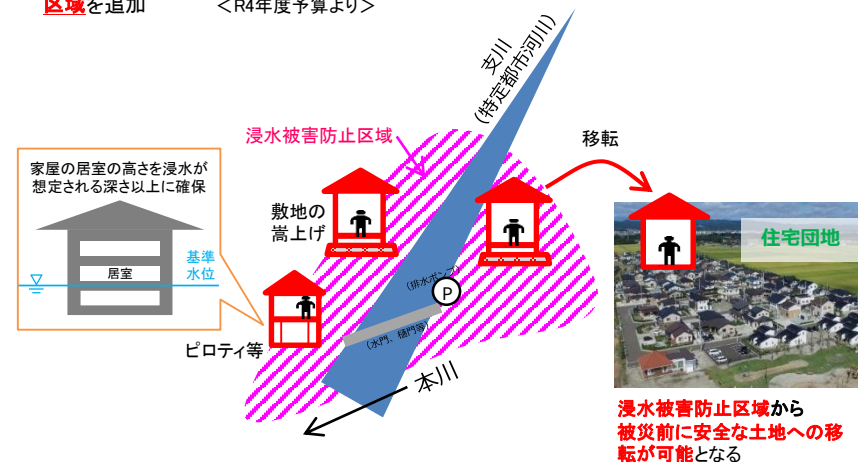 区域を追加
<R4年度予算より>
支川
(特定都市河川)
浸水被害防止区域
移転
家屋の居室の高さを浸水が
想定される深さ以上に確保
居室
基準
水位
敷地の
嵩上げ
住宅団地
(排水ポンプ)
P
(水門、樋門等)
ピロティ等
本川
浸水被害防止区域から
被災前に安全な土地への移
転が可能となる